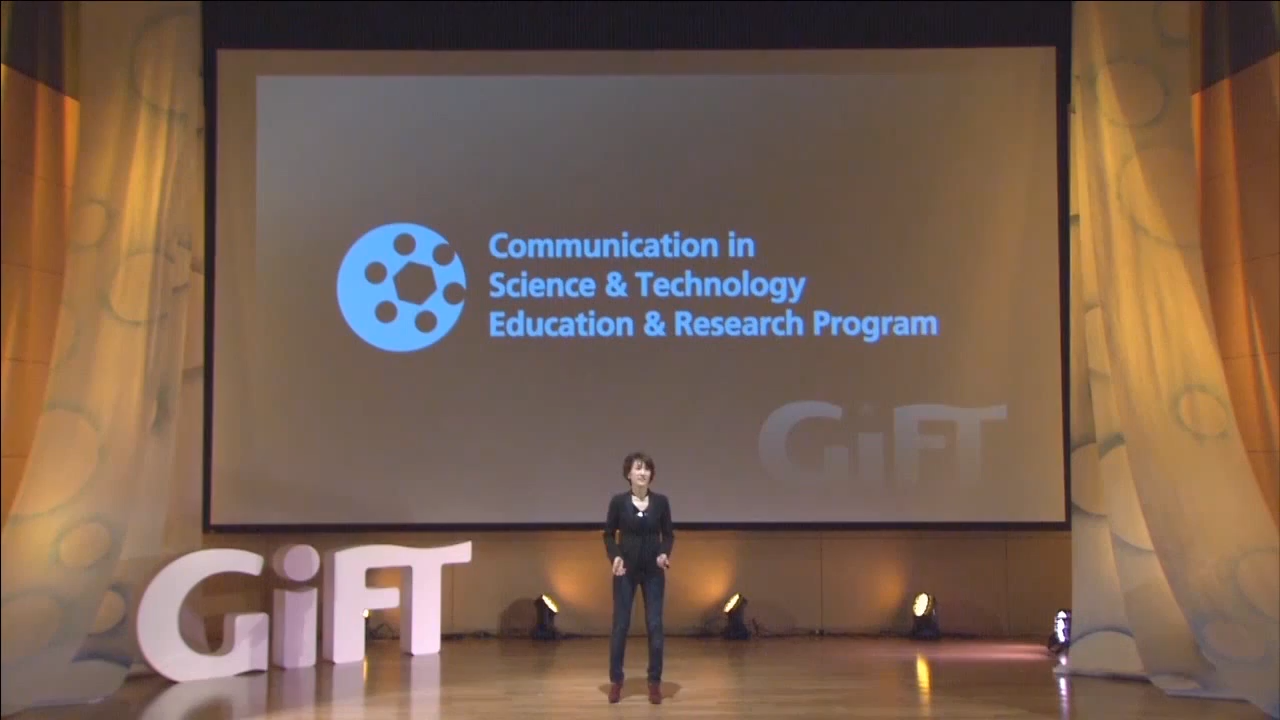 Communication in
Science & Technology
Education & Research Program
GiFT
GiFT